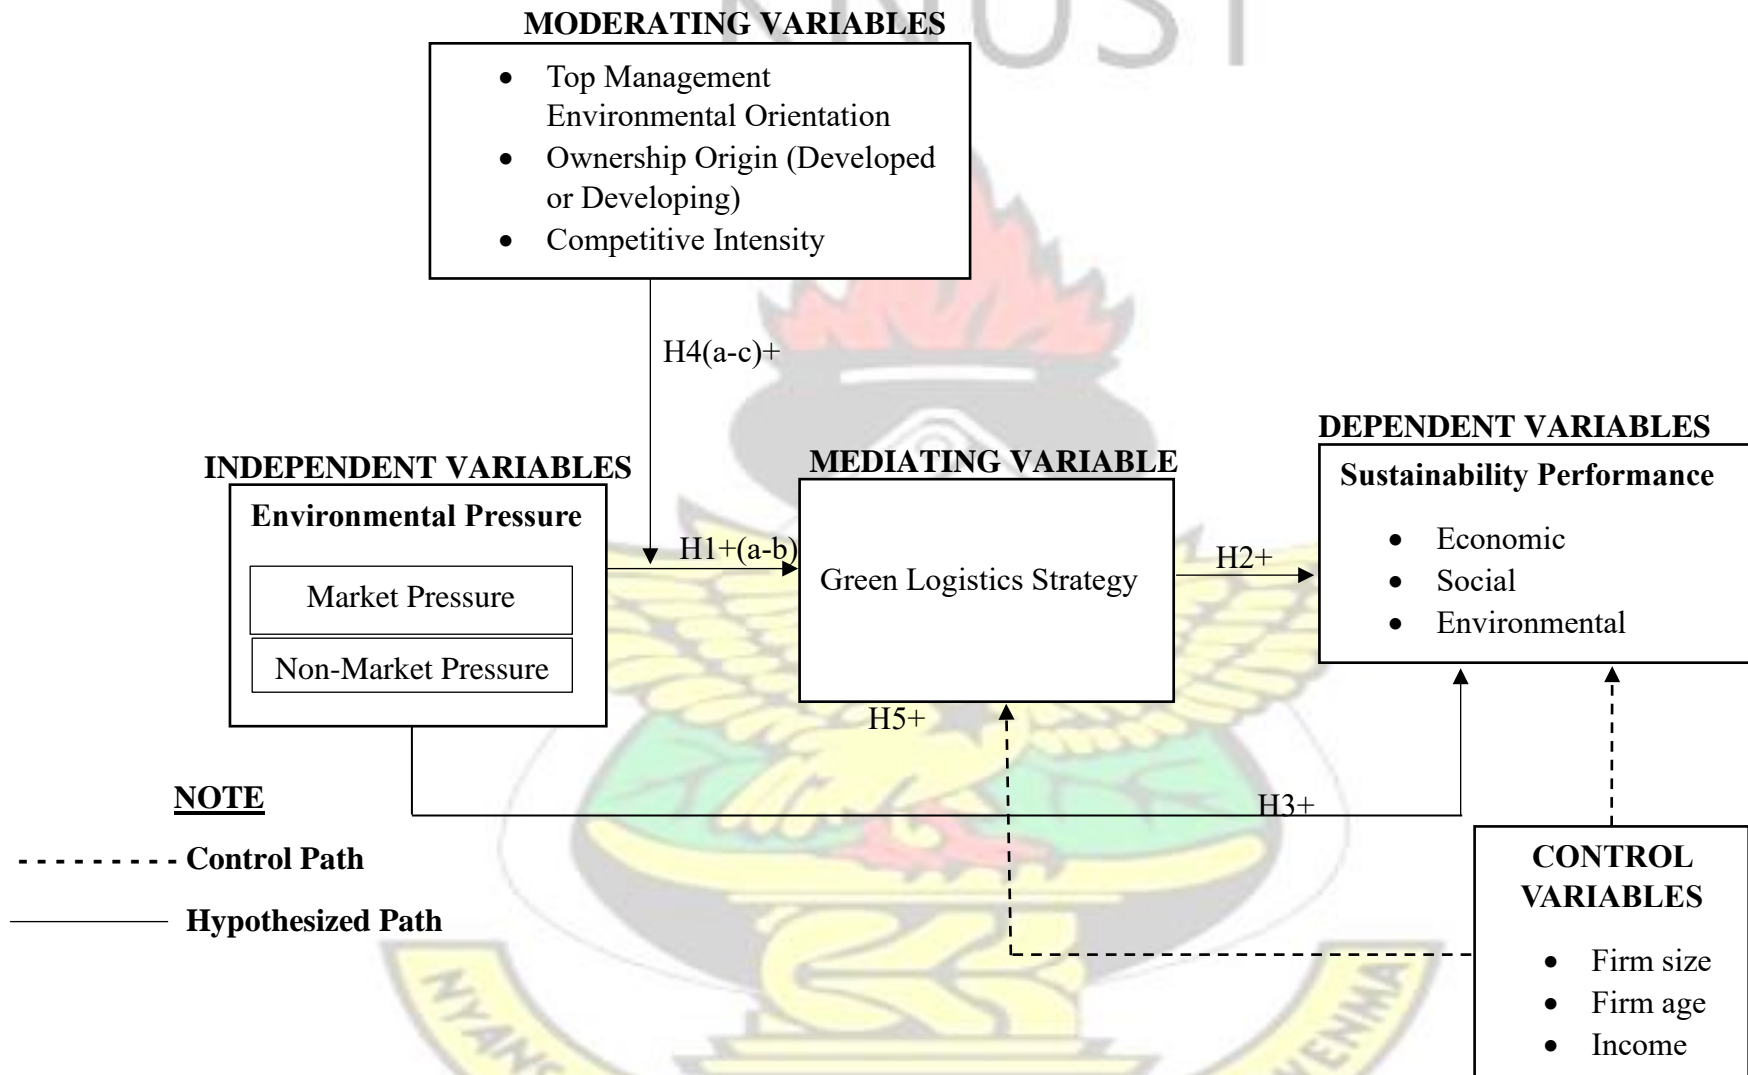 KNUST
MODERATING VARIABLES
• Top Management
Environmental Orientation
• Ownership Origin (Developed
or Developing)
• Competitive Intensity
H4(a-c)+
INDEPENDENT VARIABLES
Environmental Pressure
Market Pressure
Non-Market Pressure
H1+(a-b)
MEDIATING VARIABLE
Green Logistics Strategy
H5+
H2+
DEPENDENT VARIABLES
Sustainability Performance
• Economic
• Social
• Environmental
H3+
NOTE
Control Path
Hypothesized Path
CONTROL
VARIABLES
• Firm size
• Firm age
• Income